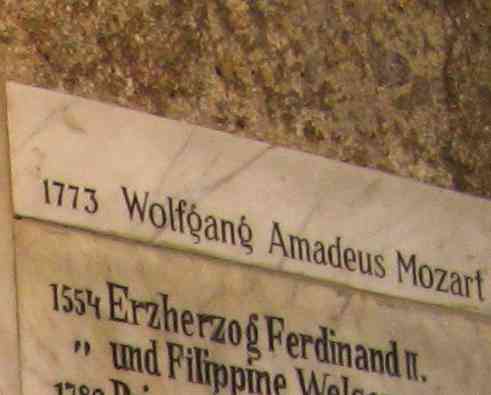 1773 Wolfgang Amadeus Mozart
1554 Erzherzog Ferdinand II.
" und Filippine